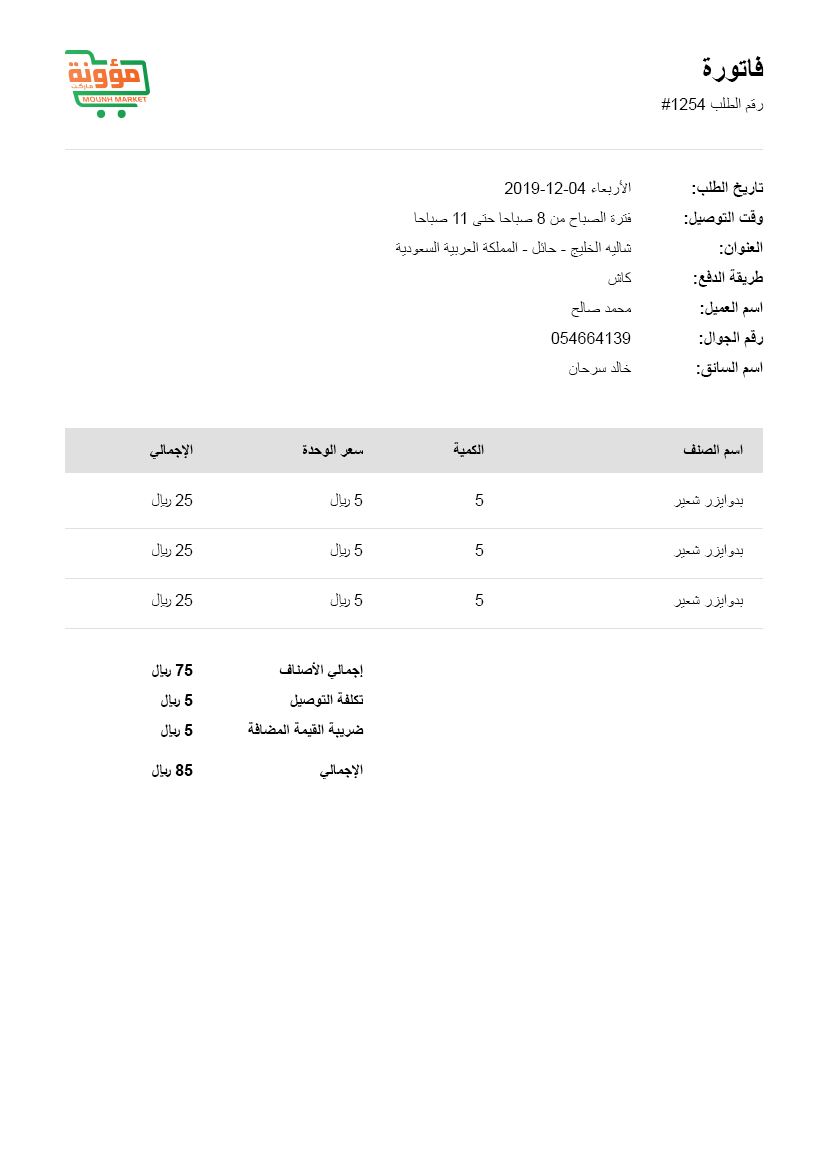 مؤونة
ماركت
MOUNH MARKET
فاتورة
رقم الطلب 1254#
تاريخ الطلب: الأربعاء 04-12-2019
وقت التوصيل: فترة الصباح من 8 صباحا حتى 11 صباحا
العنوان: شاليه الخليج - حائل - المملكة العربية السعودية
طريقة الدفع: كاش
اسم العميل: محمد صالح
رقم الجوال: 054664139
اسم السائق: خالد سرحان
اسم الصنف الكمية سعر الوحدة الإجمالي
بدوايزر شعير 5 5 ريال 25 ريال
بدوايزر شعير 5 5 ريال 25 ريال
بدوايزر شعير 5 5 ريال 25 ريال
إجمالي الأصناف 75 ريال
تكلفة التوصيل 5 ريال
ضريبة القيمة المضافة 5 ريال
الإجمالي 85 ريال